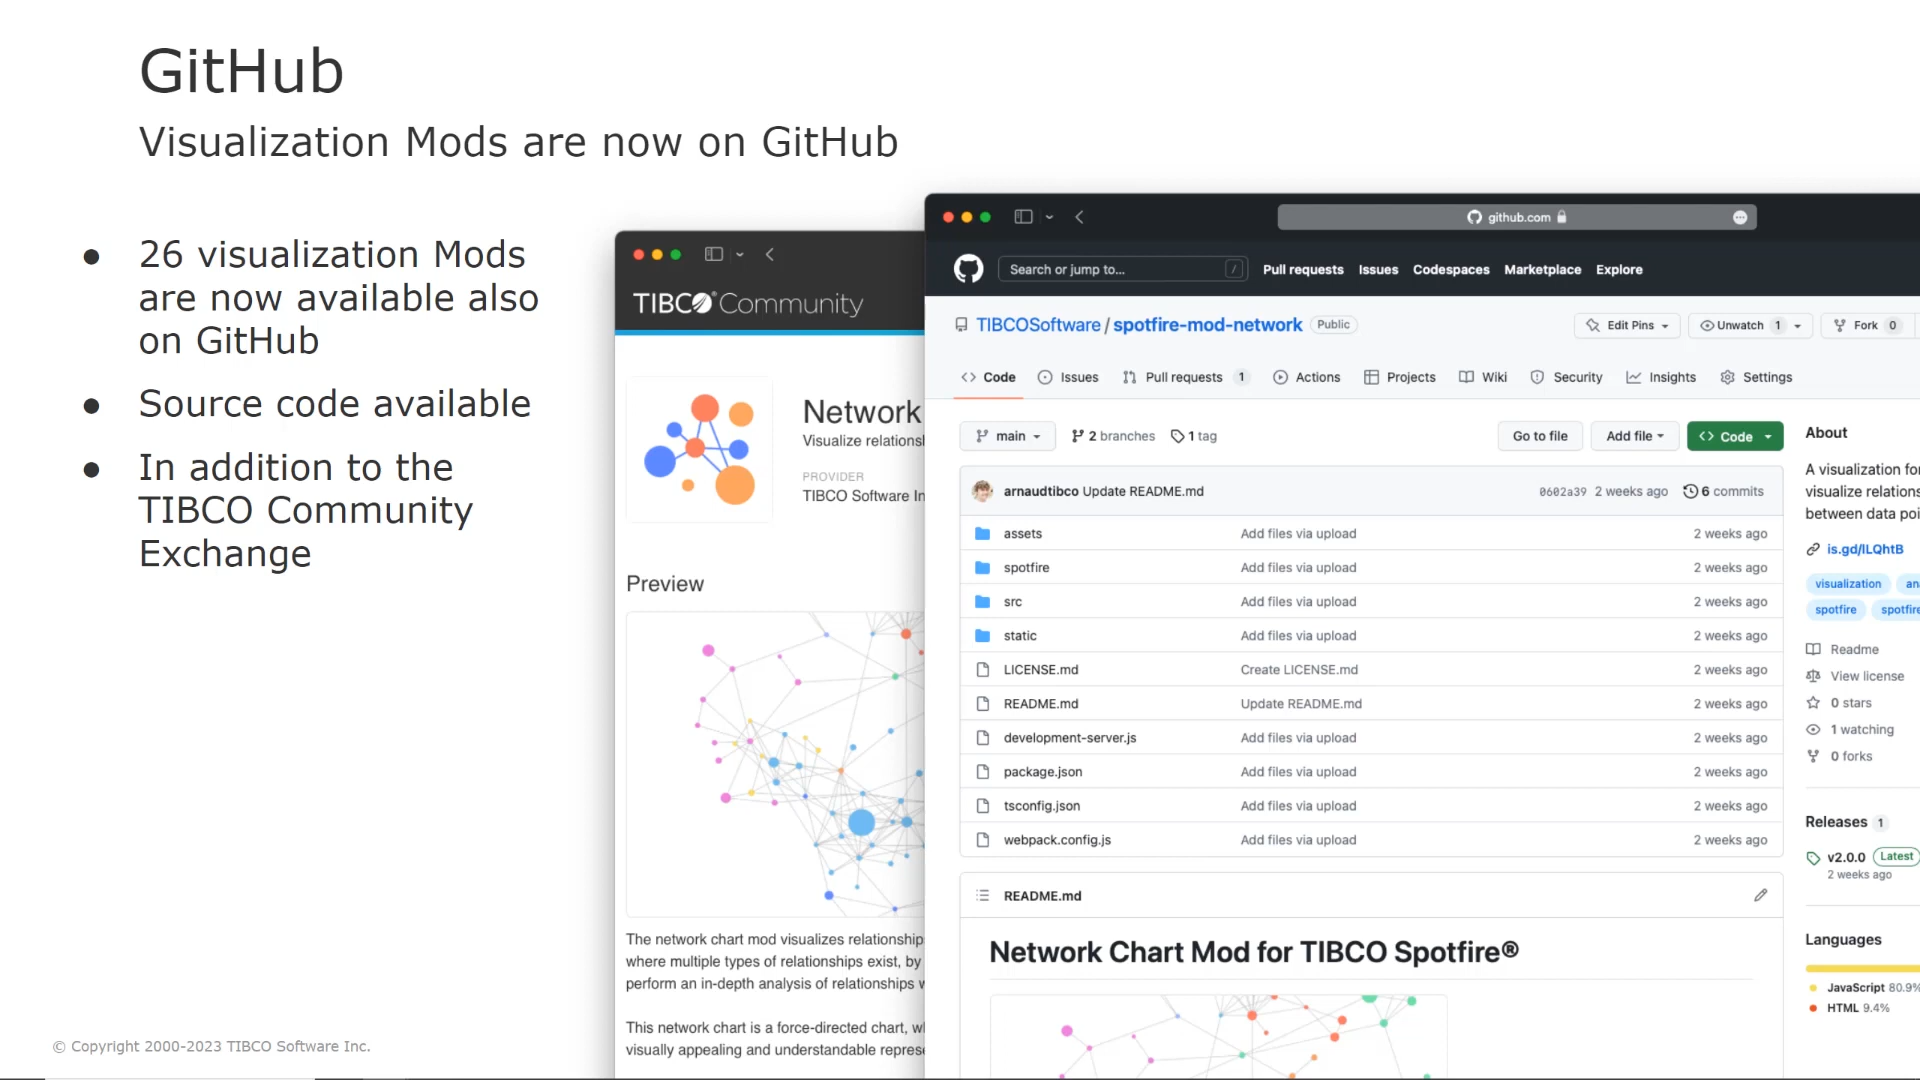 GitHub
Visualization Mods are now on GitHub
● 26 visualization Mods
are now available also
on GitHub
● Source code available
● In addition to the
TIBCO Community
Exchange
© Copyright 2000-2023 TIBCO Software Inc.
TIBCO® Community
Network
Visualize relations
PROVIDER
TIBCO Software In
Preview
The network chart mod visualizes relationship
where multiple types of relationships exist, by
perform an in-depth analysis of relationships w
This network chart is a force-directed chart, w
visually appealing and understandable represe
github.com
Search or jump to... /
Pull requests Issues Codespaces Marketplace Explore
TIBCOSoftware / spotfire-mod-network Public
Edit Pins Unwatch 1 Fork 0
Code Issues Pull requests 1 Actions Projects Wiki Security Insights Settings
main 2 branches 1 tag Go to file Add file Code
arnaudtibco Update README.md 0602a39 2 weeks ago 6 commits
assets Add files via upload 2 weeks ago
spotfire Add files via upload 2 weeks ago
src Add files via upload 2 weeks ago
static Add files via upload 2 weeks ago
LICENSE.md Create LICENSE.md 2 weeks ago
README.md Update README.md 2 weeks ago
development-server.js Add files via upload 2 weeks ago
package.json Add files via upload 2 weeks ago
tsconfig.json Add files via upload 2 weeks ago
webpack.config.js Add files via upload 2 weeks ago
README.md
Network Chart Mod for TIBCO Spotfire®
About
A visualization fo
visualize relations
between data poi
is.gd/lLQhtB
visualization an
spotfire spotfire
Readme
View license
0 stars
1 watching
0 forks
Releases 1
v2.0.0 Latest
2 weeks ago
Languages
JavaScript 80.9%
HTML 9.4%